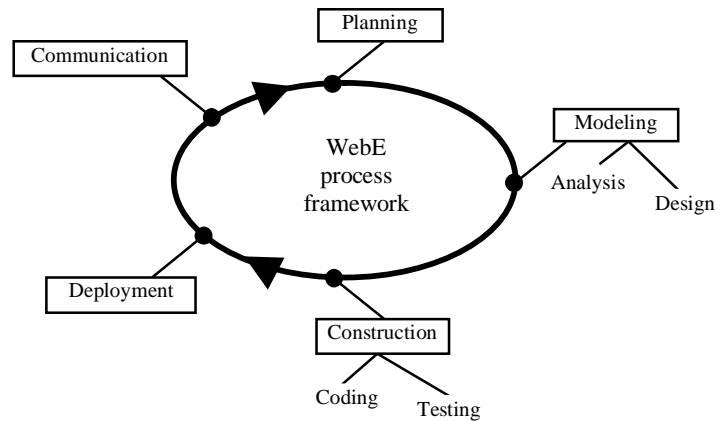 Planning
Communication
Modeling
WebE
process
framework
Analysis
Design
Deployment
Construction
Coding
Testing